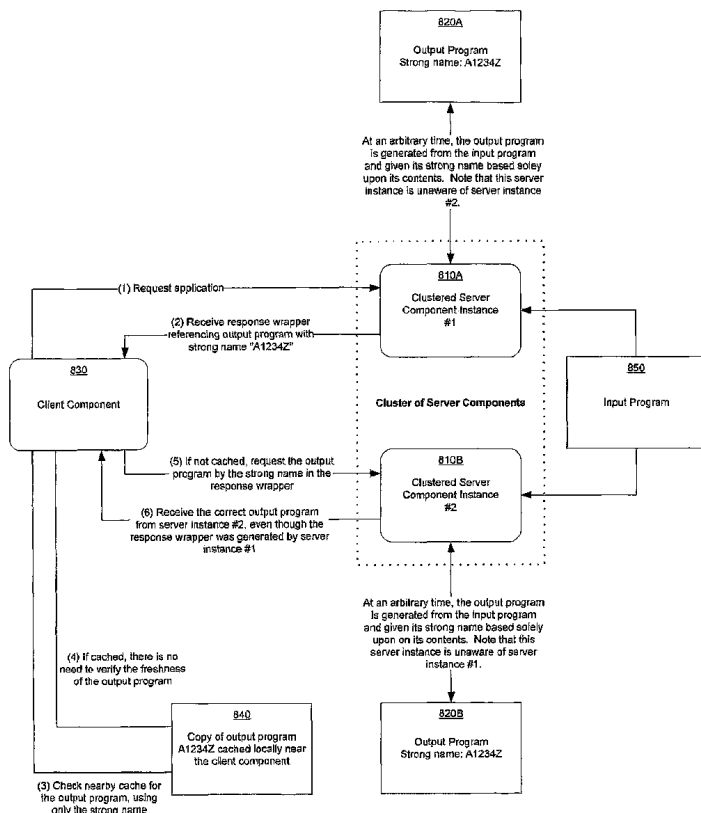 820A
Output Program
Strong name: A1234Z
At an arbitrary time, the output program
is generated from the input program
and given its strong name based soley
upon its contents. Note that this server
instance is unaware of server instance
#2.
810A
Clustered Server
Component Instance
#1
(1) Request application
(2) Receive response wrapper
referencing output program with
strong name "A1234Z"
830
Client Component
Cluster of Server Components
850
Input Program
(5) If not cached, request the output
program by the strong name in the
response wrapper
810B
Clustered Server
Component Instance
#2
(6) Receive the correct output program
from server instance #2, even though the
response wrapper was generated by server
instance #1
At an arbitrary time, the output program
is generated from the input program
and given its strong name based solely
upon on its contents. Note that this
server instance is unaware of server
instance #1.
(4) If cached, there is no
need to verify the freshness
of the output program
840
Copy of output program
A1234Z cached locally near
the client component
820B
Output Program
Strong name: A1234Z
(3) Check nearby cache for
the output program, using
only the strong name